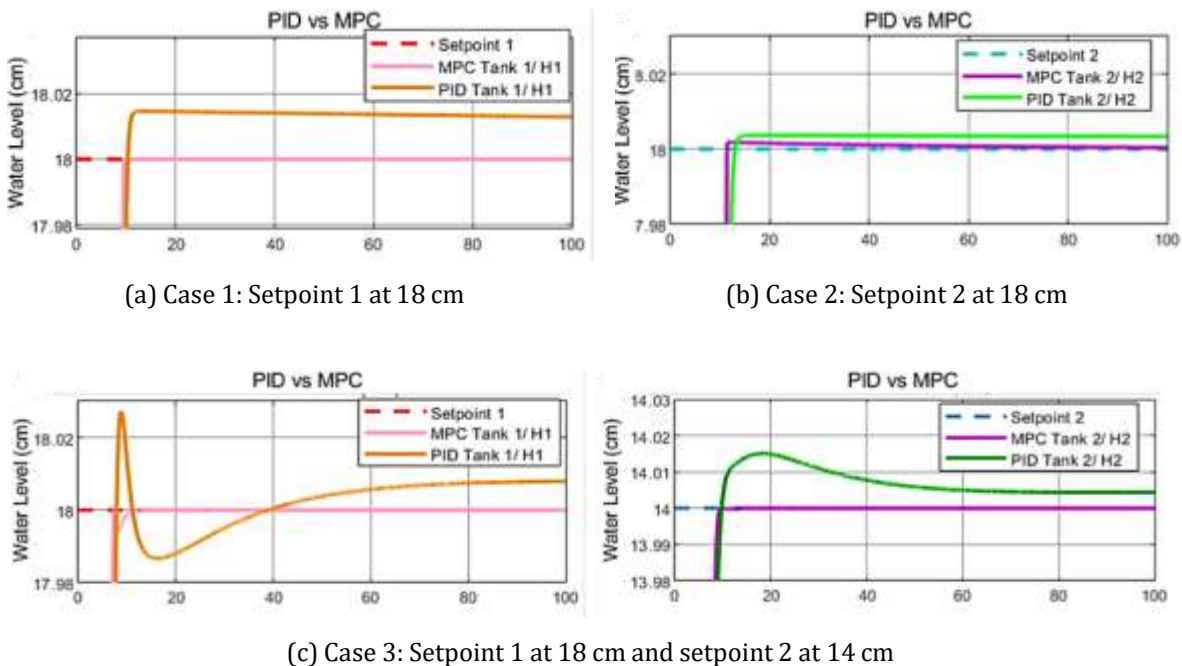 PID vs MPC
Setpoint 1
MPC Tank 1/ H1
PID Tank 1/ H1
Water Level (cm)
18.02
18
17.98
0 20 40 60 80 100
(a) Case 1: Setpoint 1 at 18 cm
PID vs MPC
Setpoint 2
MPC Tank 2/ H2
PID Tank 2/ H2
Water Level (cm)
8.02
18
7.98
0 20 40 60 80 100
(b) Case 2: Setpoint 2 at 18 cm
PID vs MPC
Setpoint 1
MPC Tank 1/ H1
PID Tank 1/ H1
Water Level (cm)
18.02
18
17.98
0 20 40 60 80 100
PID vs MPC
Setpoint 2
MPC Tank 2/ H2
PID Tank 2/ H2
Water Level (cm)
14.03
14.02
14.01
14
13.99
13.98
0 20 40 60 80 100
(c) Case 3: Setpoint 1 at 18 cm and setpoint 2 at 14 cm